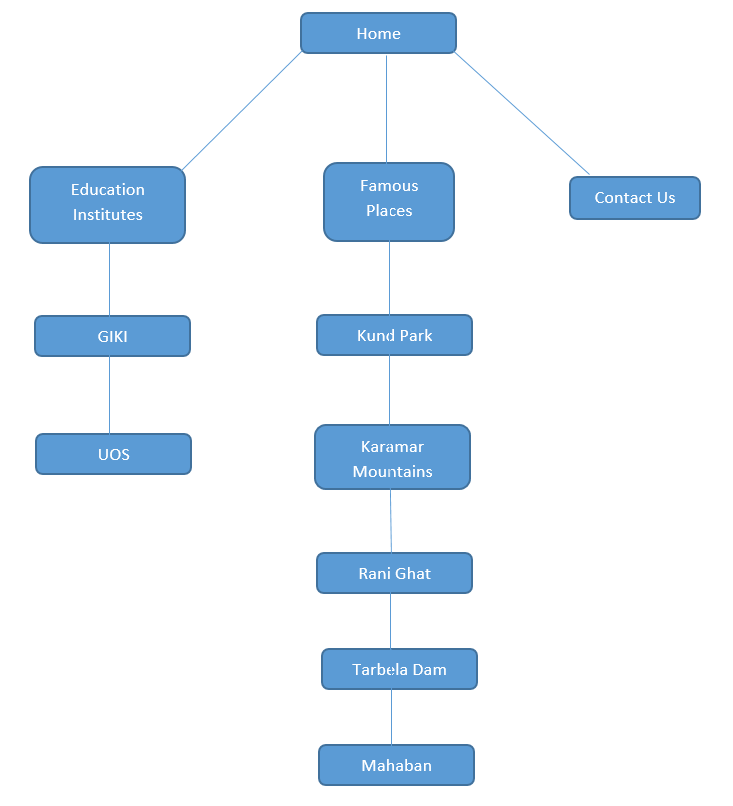 Home
Education
Institutes
Famous
Places
Contact Us
GIKI
Kund Park
UOS
Karamar
Mountains
Rani Ghat
Tarbela Dam
Mahaban